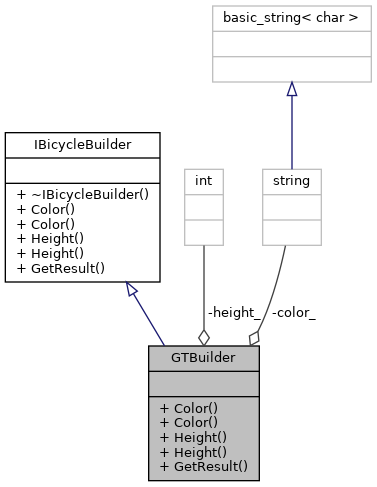 basic_string< char >
IBicycleBuilder
+ ~IBicycleBuilder()
+ Color()
+ Color()
+ Height()
+ Height()
+ GetResult()
int
string
-height_
-color_
GTBuilder
+ Color()
+ Color()
+ Height()
+ Height()
+ GetResult()